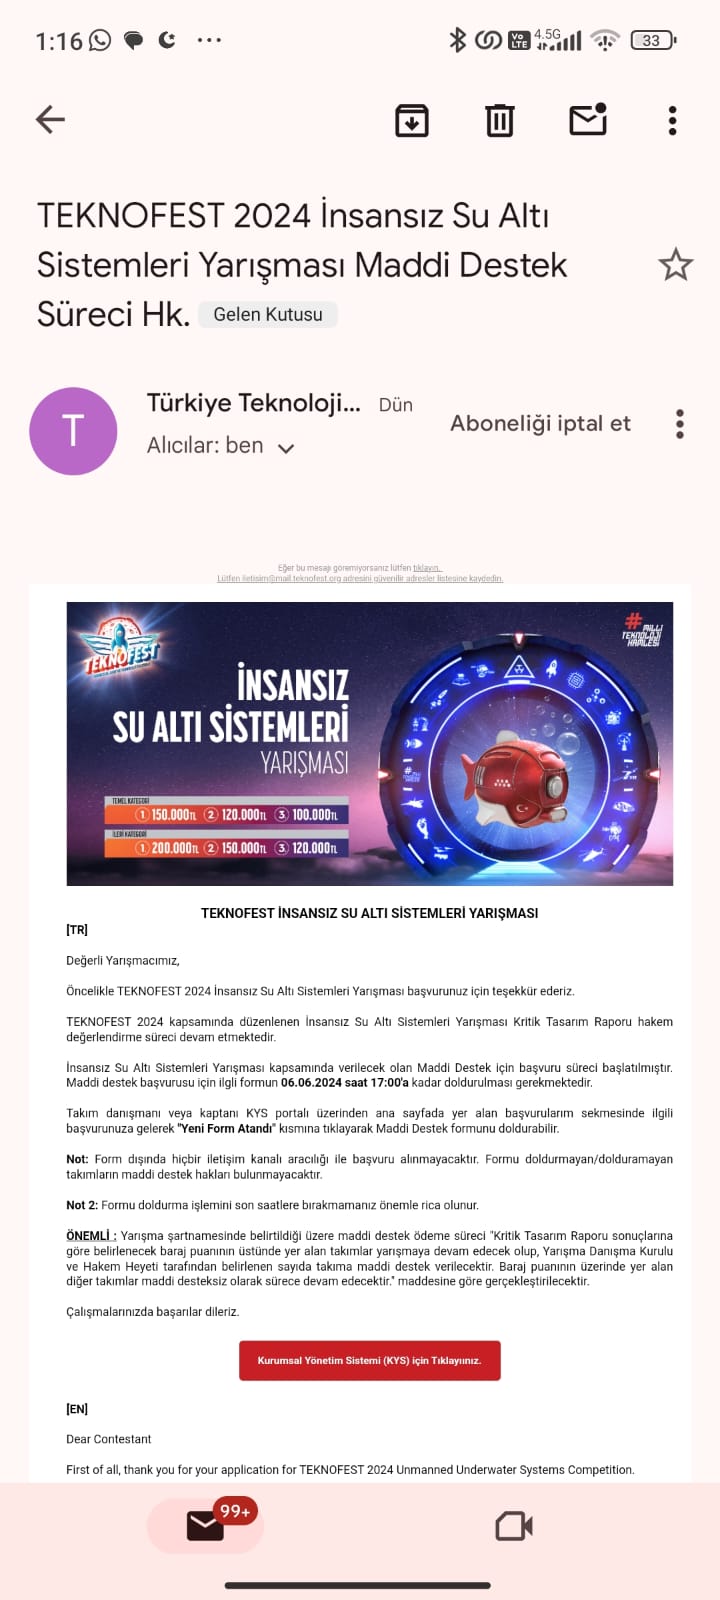 1:16
4.5G
Vo LTE
33
TEKNOFEST 2024 İnsansız Su Altı
Sistemleri Yarışması Maddi Destek
Süreci Hk. Gelen Kutusu
T
Türkiye Teknoloji... Dün
Aboneliği iptal et
Alıcılar: ben
Eğer bu mesajı göremiyorsanız lütfen tıklayın.
Lütfen iletisim@mail.teknofest.org adresini güvenilir adresler listesine kaydedin.
TEKNOFEST
#MİLLİ
TEKNOLOJİ
HAMLESİ
İNSANSIZ
SU ALTI SİSTEMLERİ
YARIŞMASI
TEMEL KATEGORİ
1 150.000TL 2 120.000TL 3 100.000TL
İLERİ KATEGORİ
1 200.000TL 2 150.000TL 3 120.000TL
TEKNOFEST İNSANSIZ SU ALTI SİSTEMLERİ YARIŞMASI
[TR]
Değerli Yarışmacımız,
Öncelikle TEKNOFEST 2024 İnsansız Su Altı Sistemleri Yarışması başvurunuz için teşekkür ederiz.
TEKNOFEST 2024 kapsamında düzenlenen İnsansız Su Altı Sistemleri Yarışması Kritik Tasarım Raporu hakem
değerlendirme süreci devam etmektedir.
İnsansız Su Altı Sistemleri Yarışması kapsamında verilecek olan Maddi Destek için başvuru süreci başlatılmıştır.
Maddi destek başvurusu için ilgli formun 06.06.2024 saat 17:00'a kadar doldurulması gerekmektedir.
Takım danışmanı veya kaptanı KYS portalı üzerinden ana sayfada yer alan başvurularım sekmesinde ilgili
başvurunuza gelerek "Yeni Form Atandı" kısmına tıklayarak Maddi Destek formunu doldurabilir.
Not: Form dışında hiçbir iletişim kanalı aracılığı ile başvuru alınmayacaktır. Formu doldurmayan/dolduramayan
takımların maddi destek hakları bulunmayacaktır.
Not 2: Formu doldurma işlemini son saatlere bırakmamanız önemle rica olunur.
ÖNEMLİ : Yarışma şartnamesinde belirtildiği üzere maddi destek ödeme süreci "Kritik Tasarım Raporu sonuçlarına
göre belirlenecek baraj puanının üstünde yer alan takımlar yarışmaya devam edecek olup, Yarışma Danışma Kurulu
ve Hakem Heyeti tarafından belirlenen sayıda takıma maddi destek verilecektir. Baraj puanının üzerinde yer alan
diğer takımlar maddi desteksiz olarak sürece devam edecektir." maddesine göre gerçekleştirilecektir.
Çalışmalarınızda başarılar dileriz.
Kurumsal Yönetim Sistemi (KYS) için Tıklayıınız.
[EN]
Dear Contestant
First of all, thank you for your application for TEKNOFEST 2024 Unmanned Underwater Systems Competition.
99+